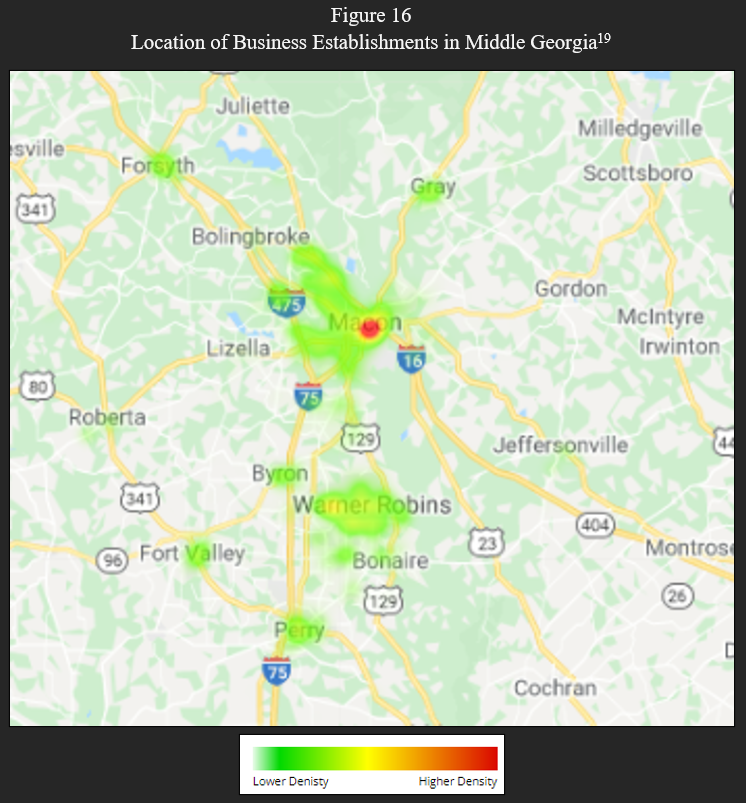 Figure 16
Location of Business Establishments in Middle Georgia¹⁹
Juliette
Milledgeville
esville
Forsyth
Scottsboro
Gray
341
Bolingbroke
Gordon
475
McIntyre
Macon
Irwinton
Lizella
16
80
75
Roberta
129
44
Jeffersonville
Byron
341
Warner Robins
404
23
Fort Valley
Montrose
96
Bonaire
26
129
Perry
D
75
Cochran
Lower Denisty
Higher Density